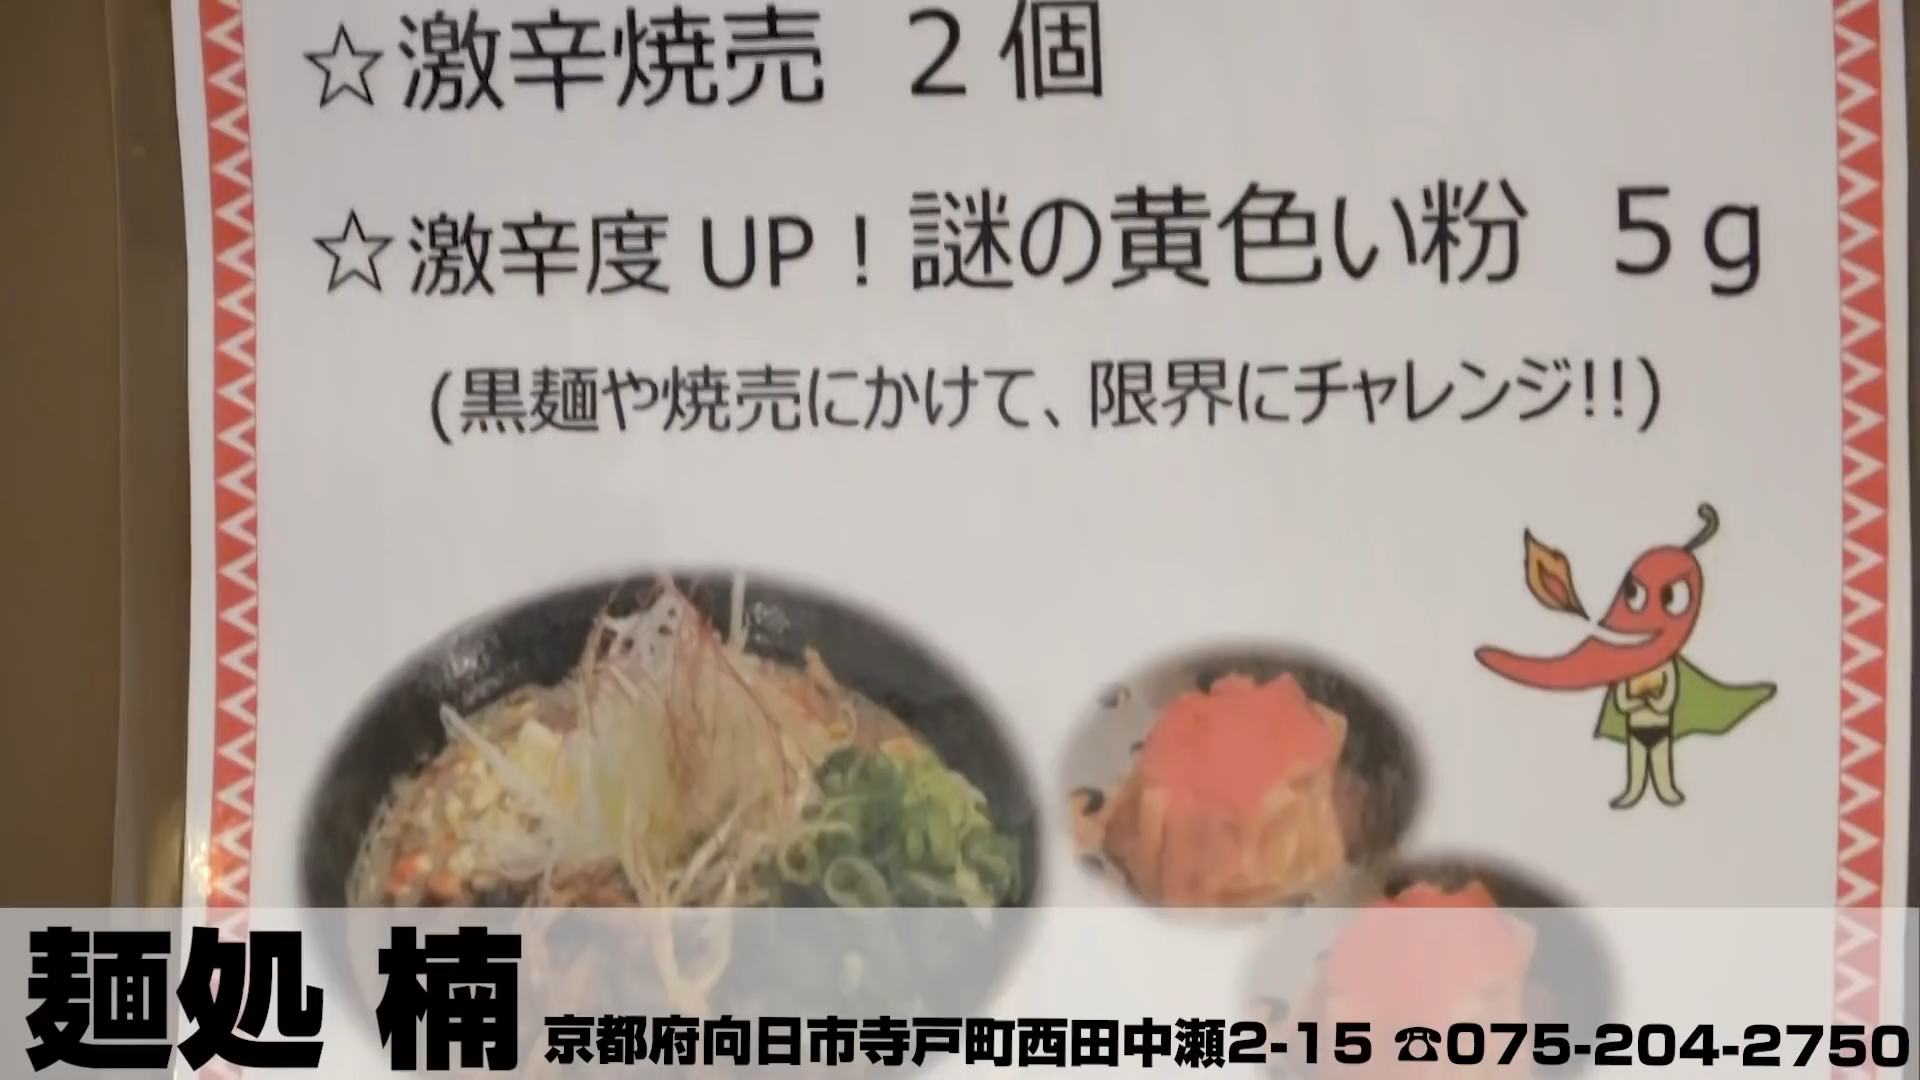 ☆激辛焼売 2個
☆激辛度UP！謎の黄色い粉 5g
(黒麺や焼売にかけて、限界にチャレンジ!!)
麺処 楠 京都府向日市寺戸町西田中瀬2-15 ☎075-204-2750